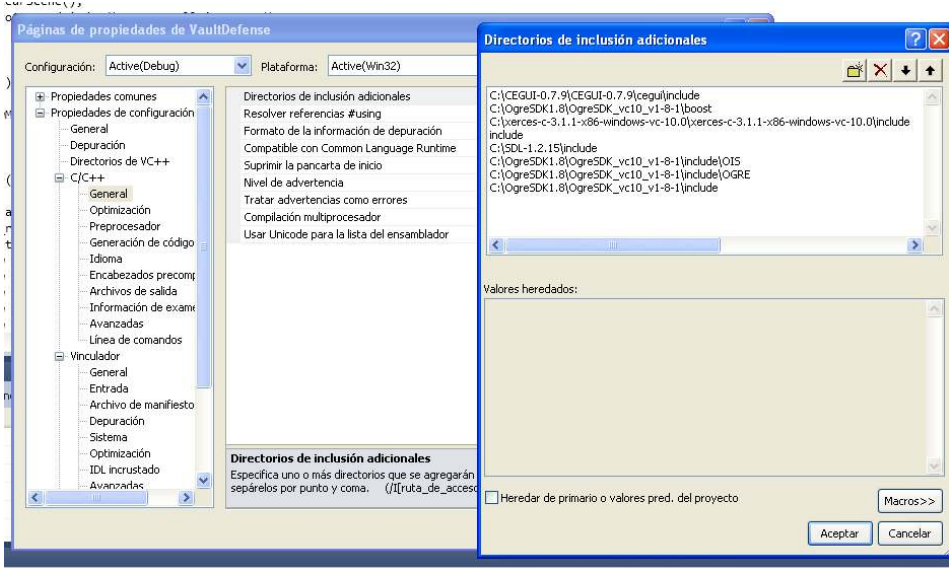 Páginas de propiedades de VaultDefense
Configuración: Active(Debug) Plataforma: Active(Win32)
Propiedades comunes
Propiedades de configuración
General
Depuración
Directorios de VC++
C/C++
General
Optimización
Preprocesador
Generación de código
Idioma
Encabezados precomp
Archivos de salida
Información de exame
Avanzadas
Línea de comandos
Vinculador
General
Entrada
Archivo de manifiesto
Depuración
Sistema
Optimización
IDL incrustado
Avanzadas
Directorios de inclusión adicionales
Resolver referencias #using
Formato de la información de depuración
Compatible con Common Language Runtime
Suprimir la pancarta de inicio
Nivel de advertencia
Tratar advertencias como errores
Compilación multiprocesador
Usar Unicode para la lista del ensamblador
Directorios de inclusión adicionales
Especifica uno o más directorios que se agregarán
sepárelos por punto y coma. (/I[ruta_de_acceso
Directorios de inclusión adicionales
C:\CEGUI-0.7.9\CEGUI-0.7.9\cegui\include
C:\OgreSDK1.8\OgreSDK_vc10_v1-8-1\boost
C:\xerces-c-3.1.1-x86-windows-vc-10.0\xerces-c-3.1.1-x86-windows-vc-10.0\include
include
C:\SDL-1.2.15\include
C:\OgreSDK1.8\OgreSDK_vc10_v1-8-1\include\OIS
C:\OgreSDK1.8\OgreSDK_vc10_v1-8-1\include\OGRE
C:\OgreSDK1.8\OgreSDK_vc10_v1-8-1\include
Valores heredados:
Heredar de primario o valores pred. del proyecto
Macros>>
Aceptar
Cancelar